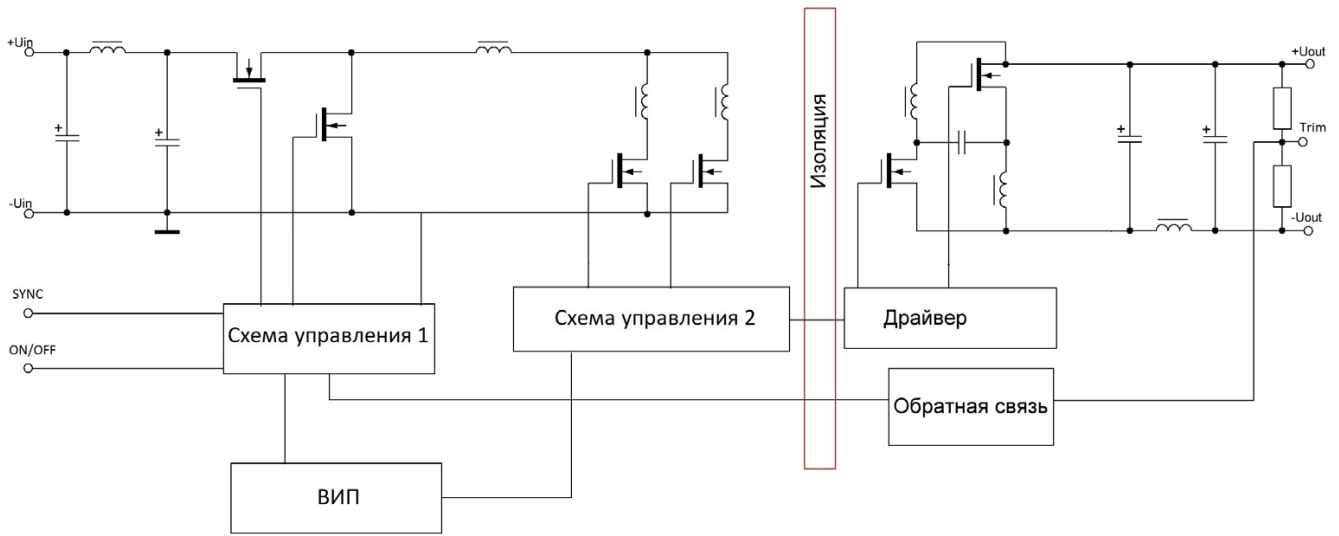 +Uin
-Uin
SYNC
ON/OFF
Схема управления 1
ВИП
Схема управления 2
Изоляция
Драйвер
Обратная связь
+Uout
Trim
-Uout
+
+
+
+